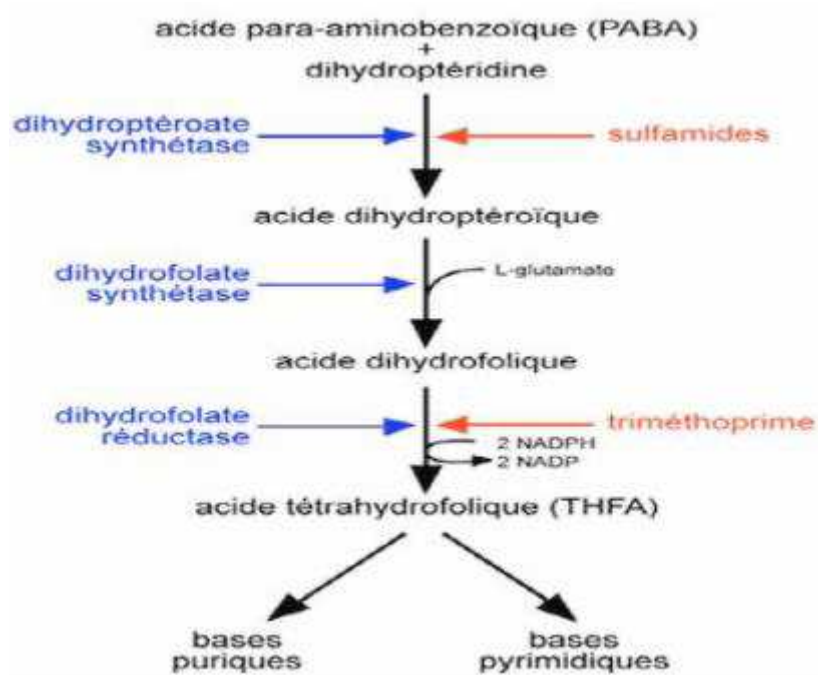 acide para-aminobenzoïque (PABA)
+
dihydroptéridine
dihydroptéroate
synthétase
sulfamides
acide dihydroptéroïque
dihydrofolate
synthétase
L-glutamate
acide dihydrofolique
dihydrofolate
réductase
triméthoprime
2 NADPH
2 NADP
acide tétrahydrofolique (THFA)
bases
puriques
bases
pyrimidiques